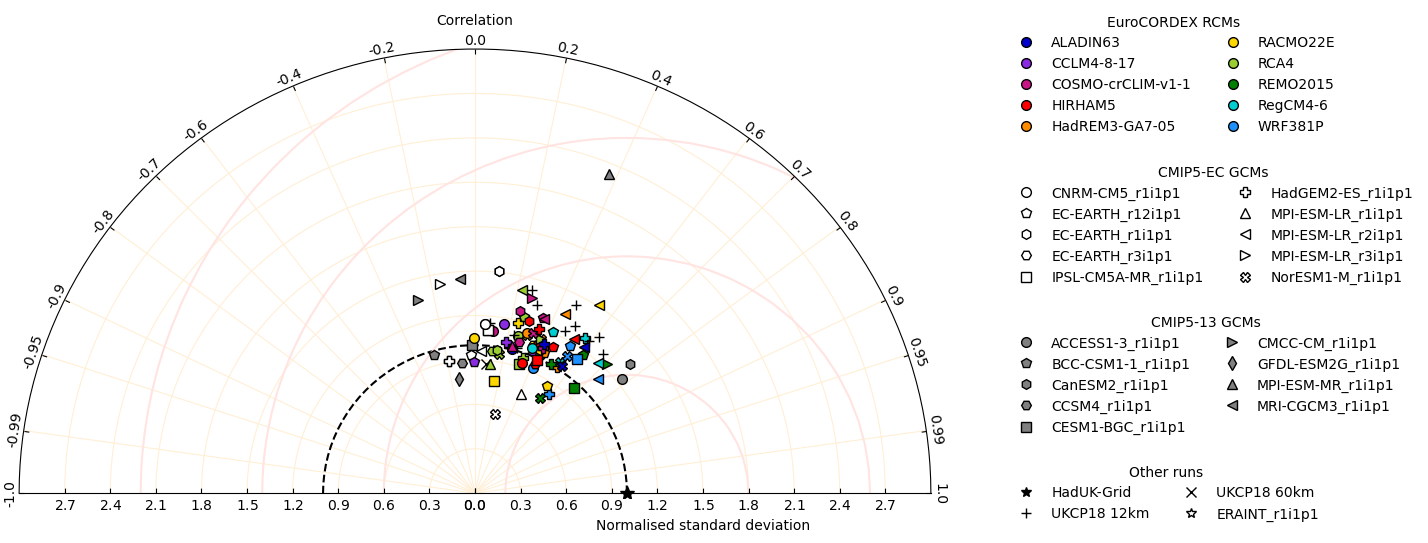 Correlation
-1.0
-0.99
-0.95
-0.9
-0.8
-0.7
-0.6
-0.4
-0.2
0.0
0.2
0.4
0.6
0.7
0.8
0.9
0.95
0.99
1.0
2.7 2.4 2.1 1.8 1.5 1.2 0.9 0.6 0.3 0.0 0.3 0.6 0.9 1.2 1.5 1.8 2.1 2.4 2.7
Normalised standard deviation
EuroCORDEX RCMs
ALADIN63
CCLM4-8-17
COSMO-crCLIM-v1-1
HIRHAM5
HadREM3-GA7-05
RACMO22E
RCA4
REMO2015
RegCM4-6
WRF381P
CMIP5-EC GCMs
CNRM-CM5_r1i1p1
EC-EARTH_r12i1p1
EC-EARTH_r1i1p1
EC-EARTH_r3i1p1
IPSL-CM5A-MR_r1i1p1
HadGEM2-ES_r1i1p1
MPI-ESM-LR_r1i1p1
MPI-ESM-LR_r2i1p1
MPI-ESM-LR_r3i1p1
NorESM1-M_r1i1p1
CMIP5-13 GCMs
ACCESS1-3_r1i1p1
BCC-CSM1-1_r1i1p1
CanESM2_r1i1p1
CCSM4_r1i1p1
CESM1-BGC_r1i1p1
CMCC-CM_r1i1p1
GFDL-ESM2G_r1i1p1
MPI-ESM-MR_r1i1p1
MRI-CGCM3_r1i1p1
Other runs
HadUK-Grid
UKCP18 12km
UKCP18 60km
ERAINT_r1i1p1